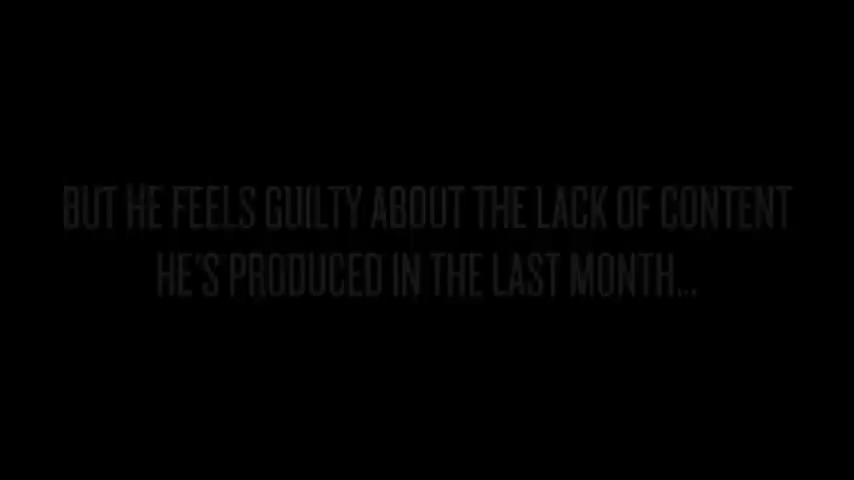 BUT HE FEELS GUILTY ABOUT THE LACK OF CONTENT
HE'S PRODUCED IN THE LAST MONTH...